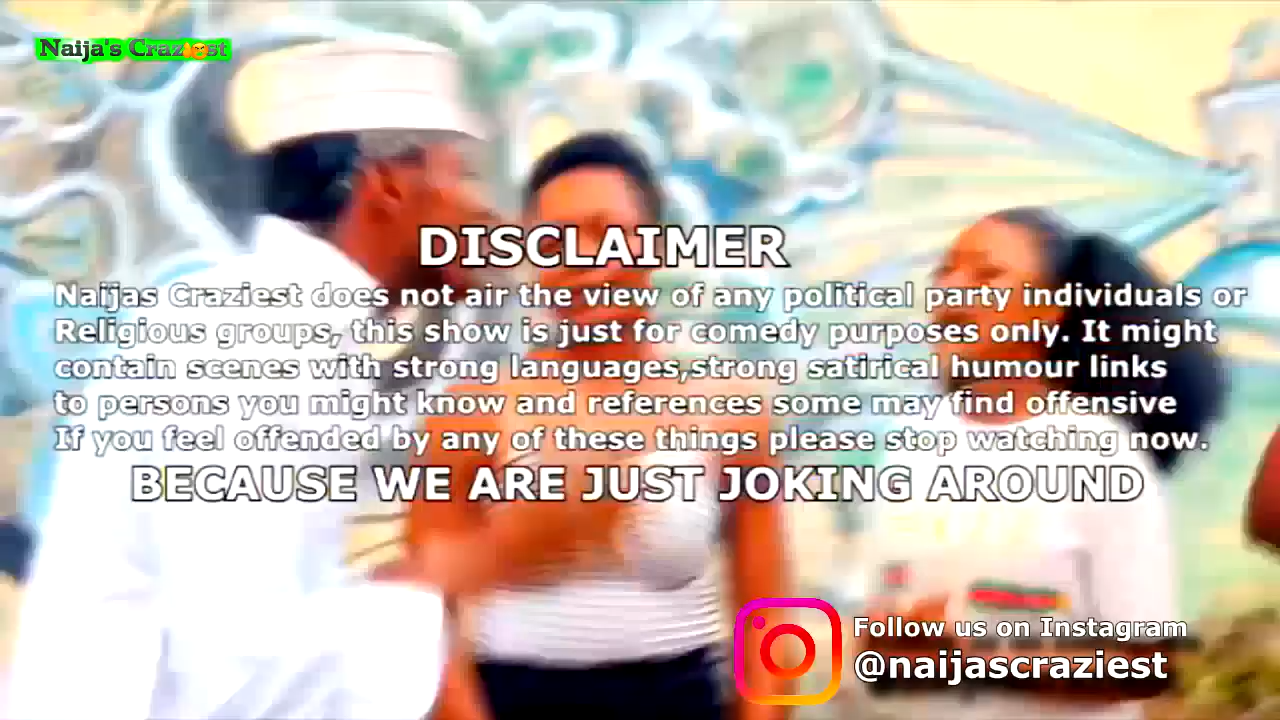 Naija's Craziest
DISCLAIMER
Naijas Craziest does not air the view of any political party individuals or
Religious groups, this show is just for comedy purposes only. It might
contain scenes with strong languages,strong satirical humour links
to persons you might know and references some may find offensive
If you feel offended by any of these things please stop watching now.
BECAUSE WE ARE JUST JOKING AROUND
Follow us on Instagram
@naijascraziest